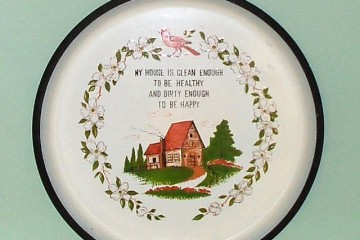 MY HOUSE IS CLEAN ENOUGH
TO BE HEALTHY
AND DIRTY ENOUGH
TO BE HAPPY